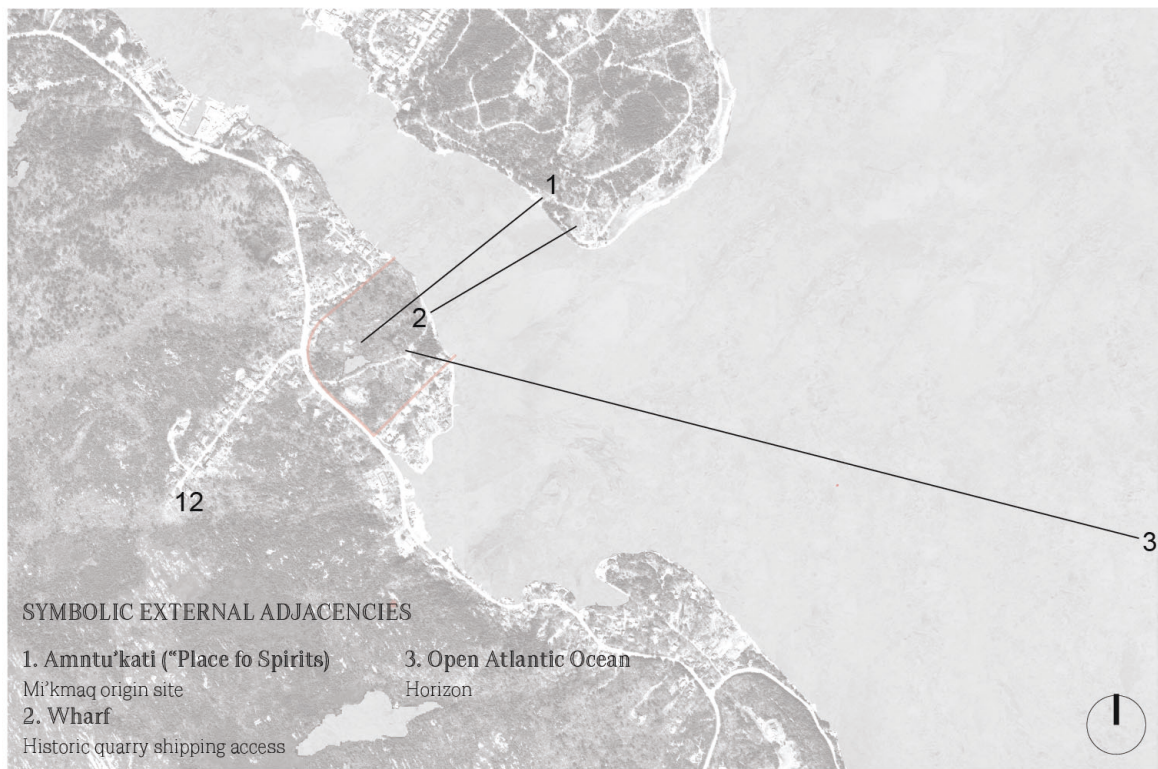 1
2
3
12
SYMBOLIC EXTERNAL ADJACENCIES
1. Amntu’kati (“Place fo Spirits)
Mi’kmaq origin site
2. Wharf
Historic quarry shipping access
3. Open Atlantic Ocean
Horizon